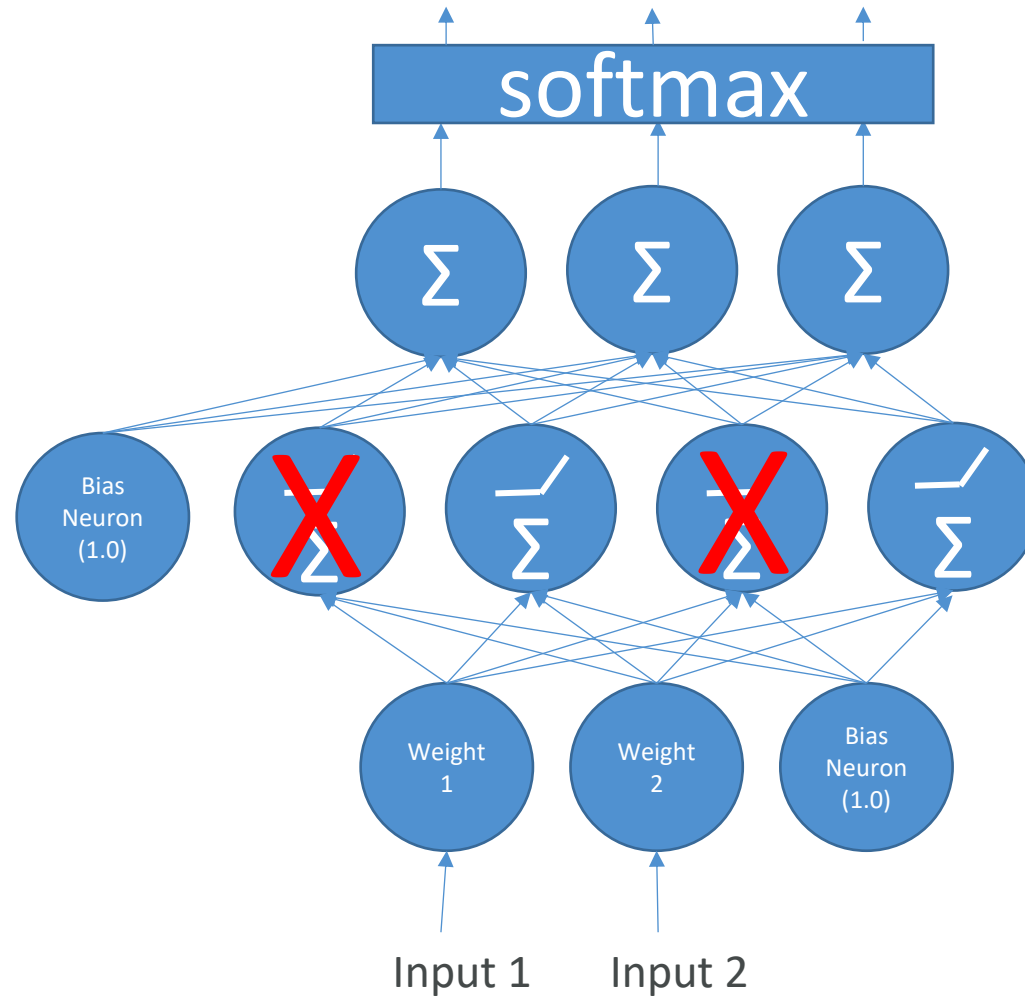 softmax
Σ Σ Σ
Bias
Neuron
(1.0)
Σ
Σ
Σ
Σ
Weight
1
Weight
2
Bias
Neuron
(1.0)
Input 1
Input 2